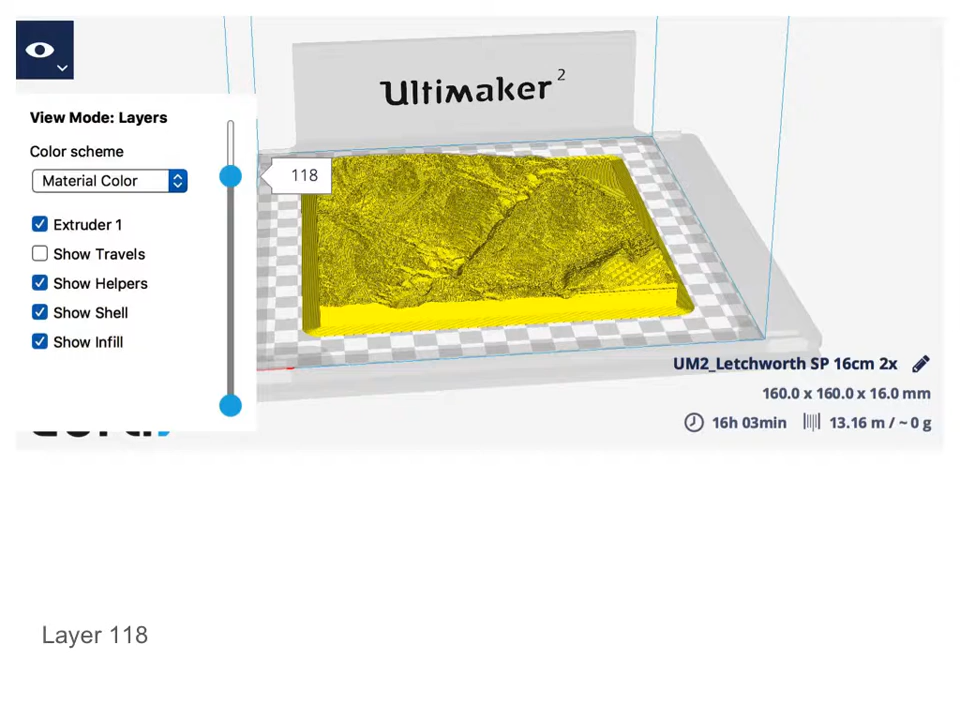 Ultimaker 2
View Mode: Layers
Color scheme
Material Color
118
Extruder 1
Show Travels
Show Helpers
Show Shell
Show Infill
UM2_Letchworth SP 16cm 2x
160.0 x 160.0 x 16.0 mm
16h 03min 13.16 m / ~ 0 g
Layer 118